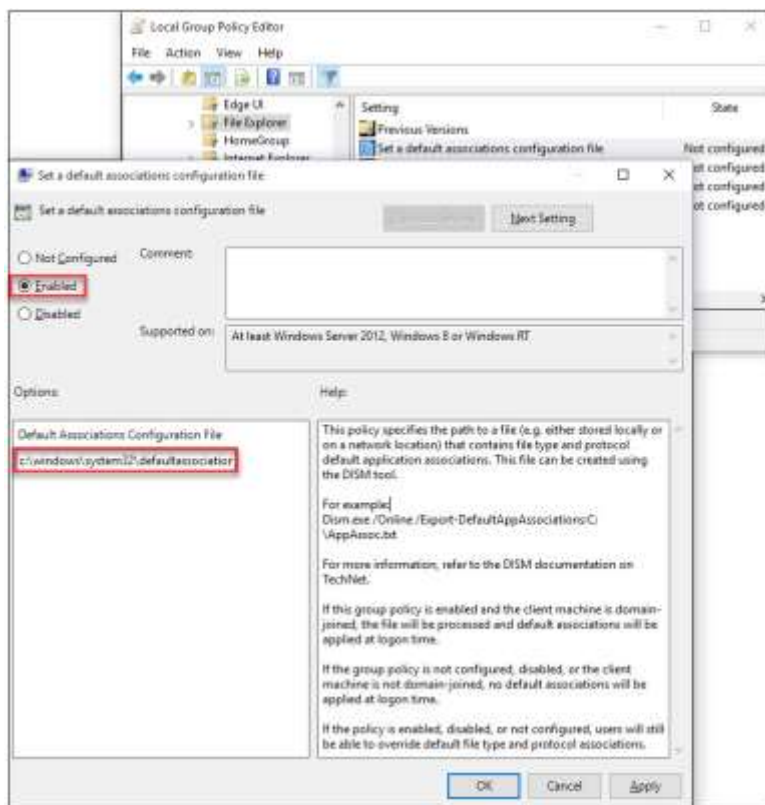 Local Group Policy Editor
File Action View Help
Edge UI
File Explorer
HomeGroup
Internet Explorer
Setting State
Previous Versions
Set a default associations configuration file Not configured
not configured
not configured
not configured
Set a default associations configuration file
Set a default associations configuration file
Next Setting
Not Configured
Comment:
Enabled
Disabled
Supported on:
At least Windows Server 2012, Windows 8 or Windows RT
Options:
Help:
Default Associations Configuration File
c:\windows\system32\defaultassociation
This policy specifies the path to a file (e.g. either stored locally or
on a network location) that contains file type and protocol
default application associations. This file can be created using
the DISM tool.
For example:
Dism.exe /Online /Export-DefaultAppAssociations:C:
\AppAssoc.txt
For more information, refer to the DISM documentation on
TechNet.
If this group policy is enabled and the client machine is domain-
joined, the file will be processed and default associations will be
applied at logon time.
If the group policy is not configured, disabled, or the client
machine is not domain-joined, no default associations will be
applied at logon time.
If the policy is enabled, disabled, or not configured, users will still
be able to override default file type and protocol associations.
OK Cancel Apply